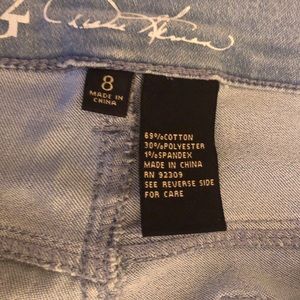 8
MADE IN
CHINA
69%COTTON
30%POLYESTER
1%SPANDEX
MADE IN CHINA
RN 92309
SEE REVERSE SIDE
FOR CARE